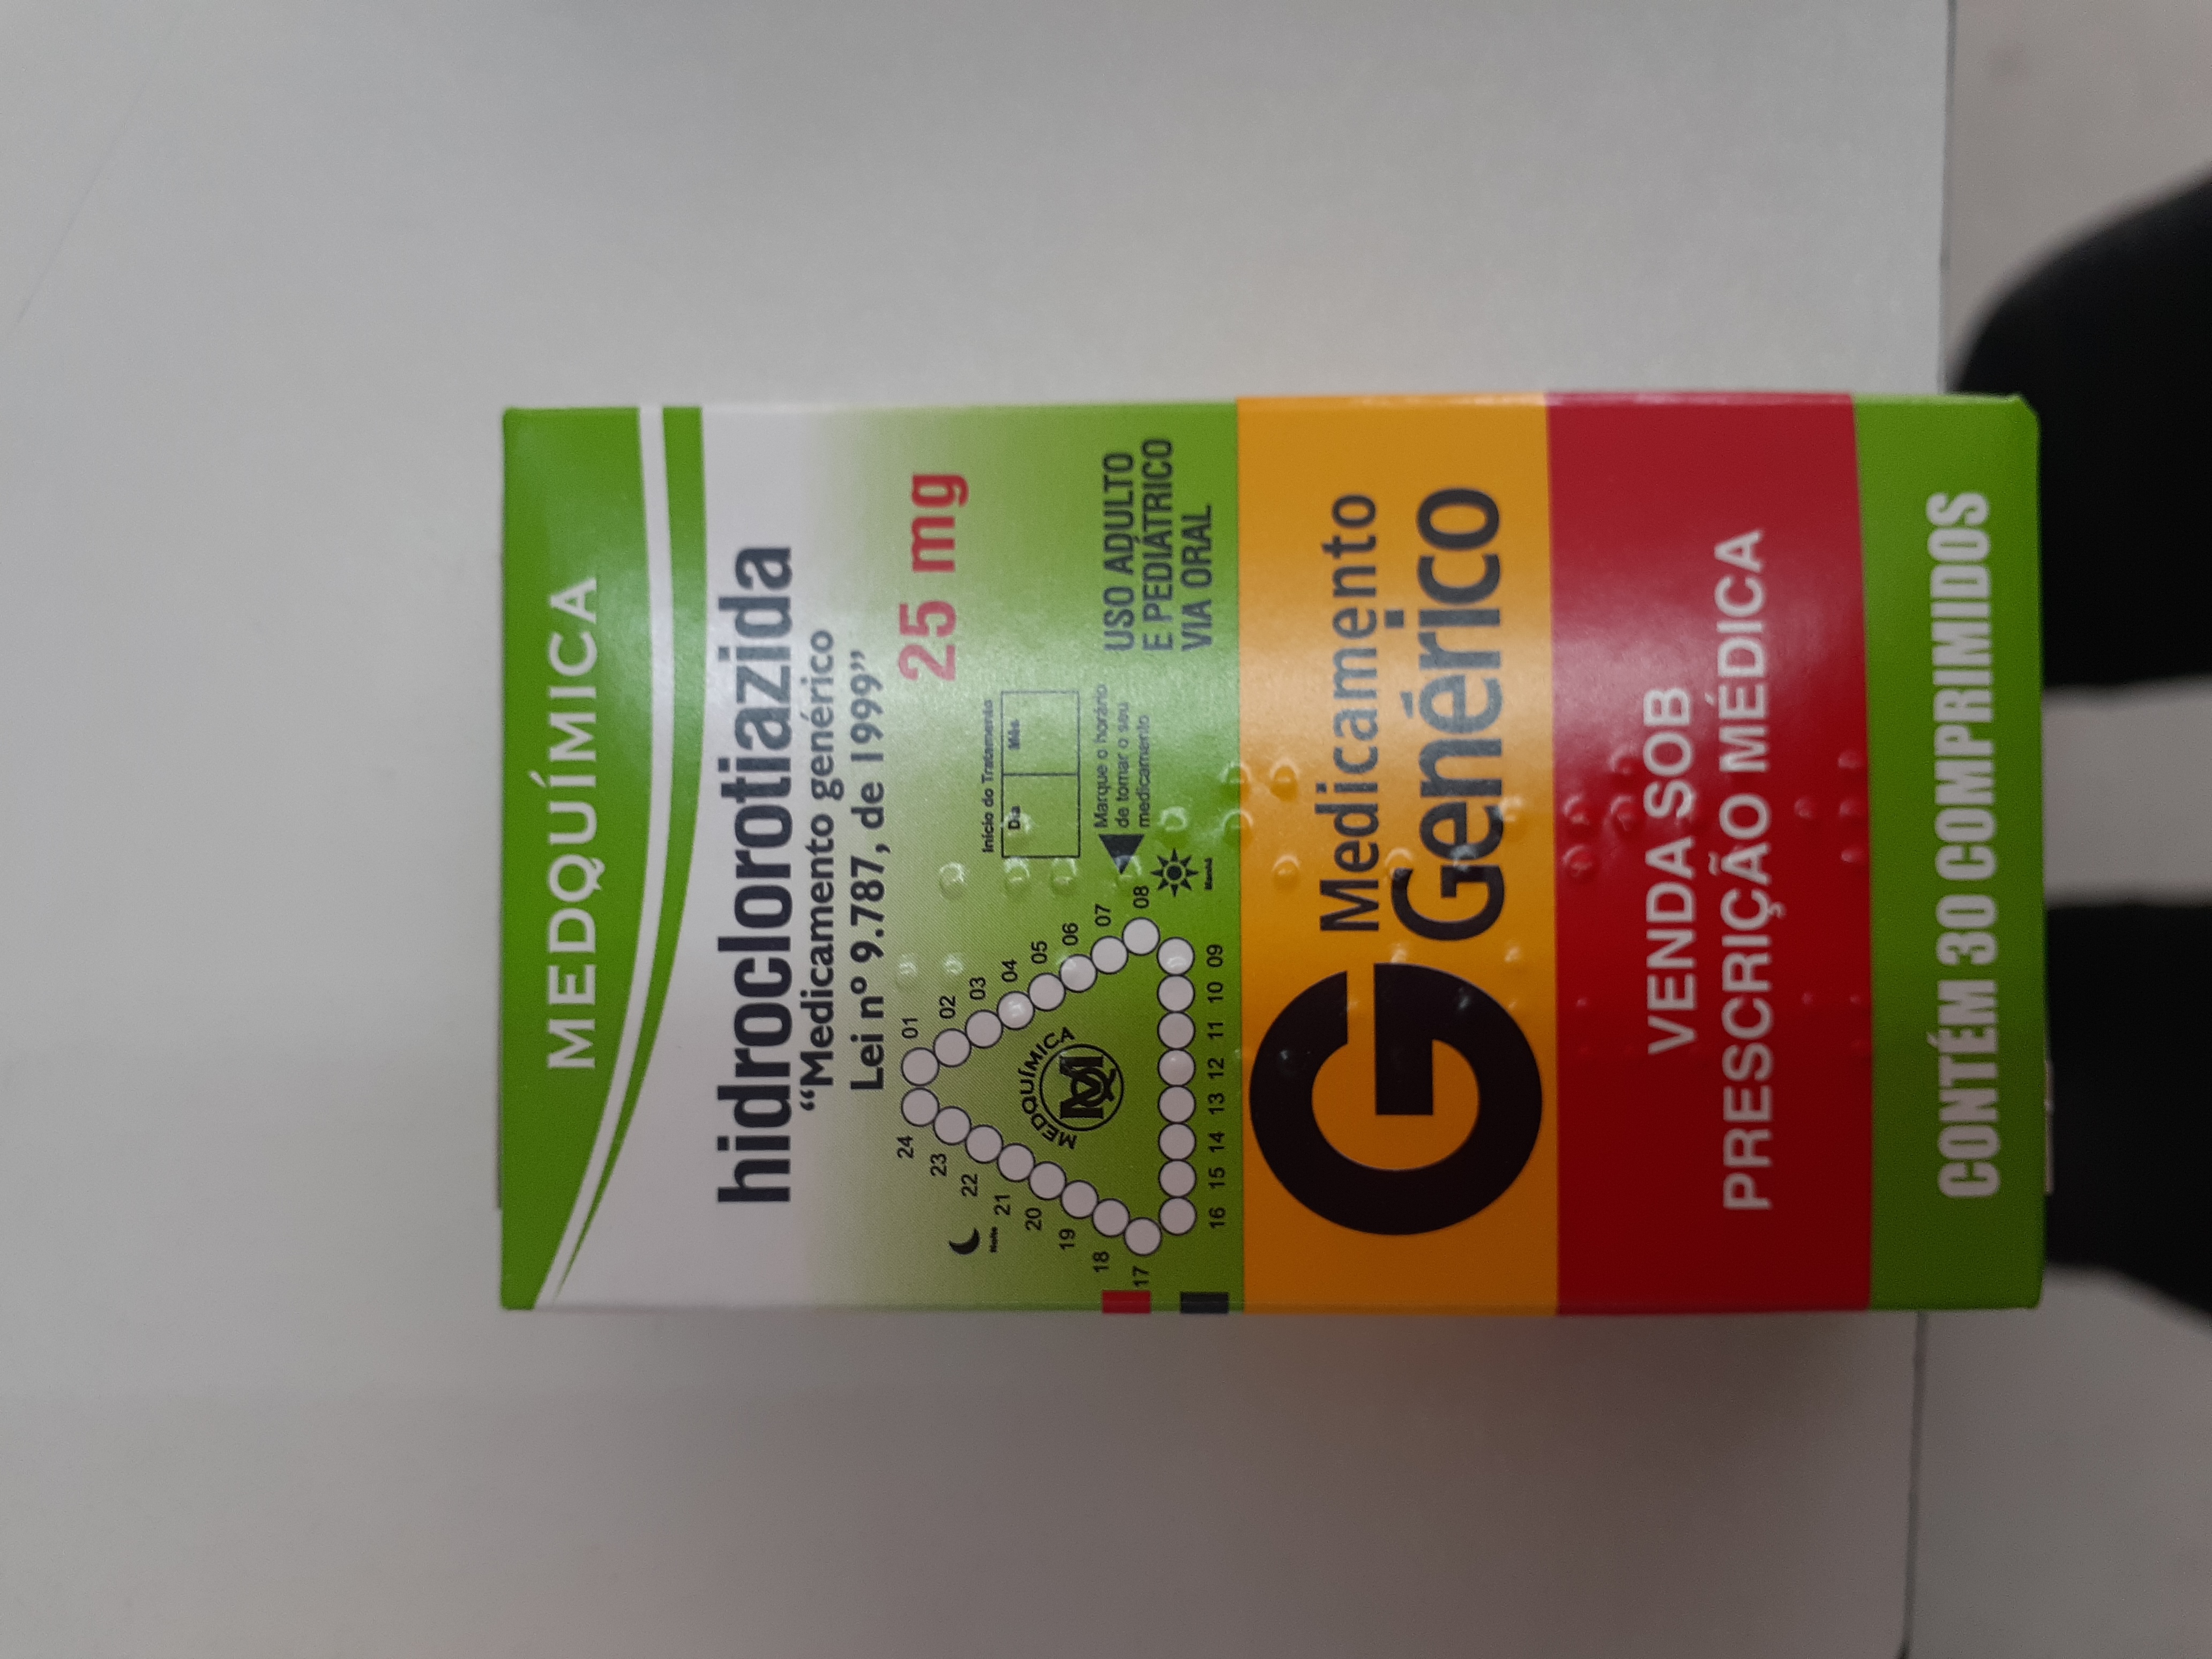 MEDQUÍMICA
hidroclorotiazida
“Medicamento genérico
Lei nº 9.787, de 1999”
25 mg
24 01
23 02
22 03
21 04
20 05
19 06
18 07
17 08
16 15 14 13 12 11 10 09
Noite
MEDQUÍMICA
MQ
Início do Tratamento
Dia Mês
Marque o horário
de tomar o seu
medicamento
Manhã
USO ADULTO
E PEDIÁTRICO
VIA ORAL
G
Medicamento
Genérico
VENDA SOB
PRESCRIÇÃO MÉDICA
CONTÉM 30 COMPRIMIDOS